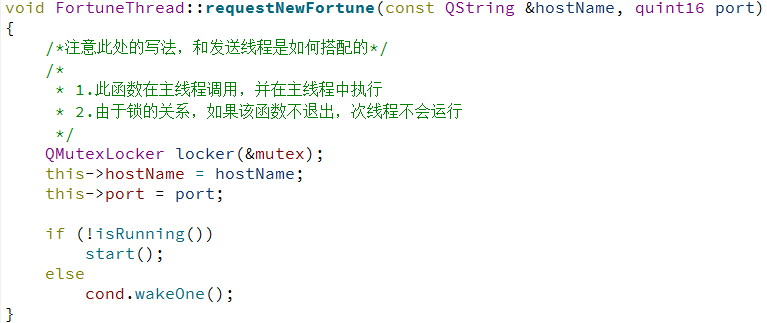 void FortuneThread::requestNewFortune(const QString &hostName, quint16 port)
{
    /*注意此处的写法，和发送线程是如何搭配的*/
    /*
     * 1.此函数在主线程调用，并在主线程中执行
     * 2.由于锁的关系，如果该函数不退出，次线程不会运行
     */
    QMutexLocker locker(&mutex);
    this->hostName = hostName;
    this->port = port;

    if (!isRunning())
        start();
    else
        cond.wakeOne();
}